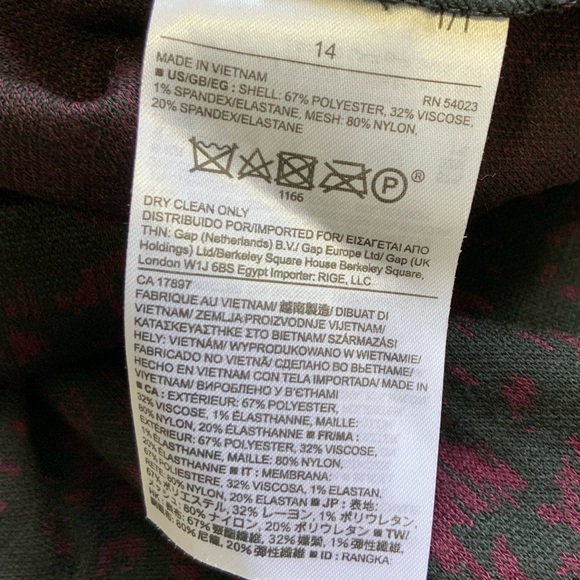 1/1
14
MADE IN VIETNAM RN 54023
■ US/GB/EG : SHELL: 67% POLYESTER, 32% VISCOSE,
1% SPANDEX/ELASTANE, MESH: 80% NYLON,
20% SPANDEX/ELASTANE
P ®
1166
DRY CLEAN ONLY
DISTRIBUIDO POR/IMPORTED FOR/ ΕΙΣΑΓΕΤΑΙ ΑΠΟ
ΤΗΝ: Gap (Netherlands) B.V./ Gap Europe Ltd/ Gap (UK
Holdings) Ltd/Berkeley Square House Berkeley Square,
London W1J 6BS Egypt Importer: RIGE, LLC
CA 17897
FABRIQUE AU VIETNAM/ 越南製造/ DIBUAT DI
VIETNAM/ ZEMLJA PROIZVODNJE VIJETNAM/
ΚΑΤΑΣΚΕΥΑΣΤΗΚΕ ΣΤΟ ΒΙΕΤΝΑΜ/ SZÁRMAZÁSI
HELY: VIETNÁM/ WYPRODUKOWANO W WIETNAMIE/
FABRICADO NO VIETNÃ/ СДЕЛАНО ВО ВЬЕТНАМЕ/
HECHO EN VIETNAM CON TELA IMPORTADA/ MADE IN
VIYETNAM/ ВИРОБЛЕНО У В'ЄТНАМІ
■ CA : EXTÉRIEUR: 67% POLYESTER,
32% VISCOSE, 1% ÉLASTHANNE, MAILLE:
80% NYLON, 20% ÉLASTHANNE ■ FR/MA :
EXTÉRIEUR: 67% POLYESTER, 32% VISCOSE,
1% ÉLASTHANNE, MAILLE: 80% NYLON,
20% ÉLASTHANNE ■ IT : MEMBRANA:
67% POLIESTERE, 32% VISCOSA, 1% ELASTAN,
80% NYLON, 20% ELASTAN ■ JP : 表地:
ポリエステル, 32% レーヨン, 1% ポリウレタン,
80% ナイロン, 20% ポリウレタン ■ TW/
67% 聚酯纖維, 32% 嫘縈, 1% 彈性纖維,
80% 尼龍, 20% 彈性纖維 ■ ID : RANGKA: